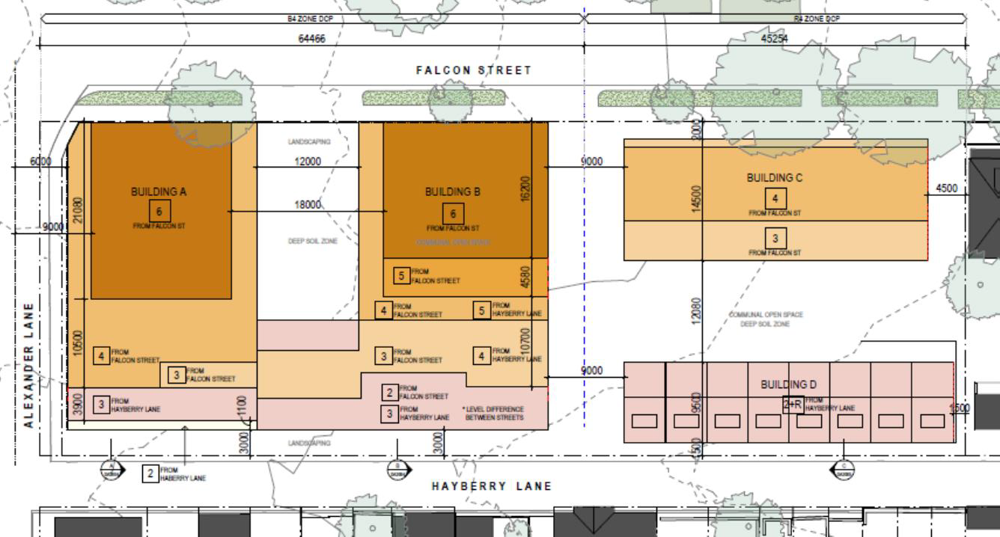 B4 ZONE DCP
R4 ZONE DCP
64466
45254
FALCON STREET
2000
LANDSCAPING
6000
12000
9000
BUILDING A
6
FROM FALCON ST
BUILDING B
6
FROM FALCON ST
16200
BUILDING C
4
FROM FALCON ST
14500
4500
21080
18000
9000
DEEP SOIL ZONE
COMMUNAL OPEN SPACE
3
FROM FALCON ST
5
FROM
FALCON STREET
4580
4
FROM
FALCON STREET
5
FROM
HAYBERRY LANE
12080
COMMUNAL OPEN SPACE
DEEP SOIL ZONE
ALEXANDER LANE
10500
4
FROM
FALCON STREET
3
FROM
FALCON STREET
3
FROM
FALCON STREET
4
FROM
HAYBERRY LANE
10700
9000
3900
3
FROM
HAYBERRY LANE
1100
2
FROM
FALCON STREET
3
FROM
HAYBERRY LANE
* LEVEL DIFFERENCE
BETWEEN STREETS
BUILDING D
2+R
FROM
HAYBERRY LANE
9500
1500
3000
LANDSCAPING
3000
1500
A
B
C
2
FROM
HABERRY LANE
HAYBERRY LANE